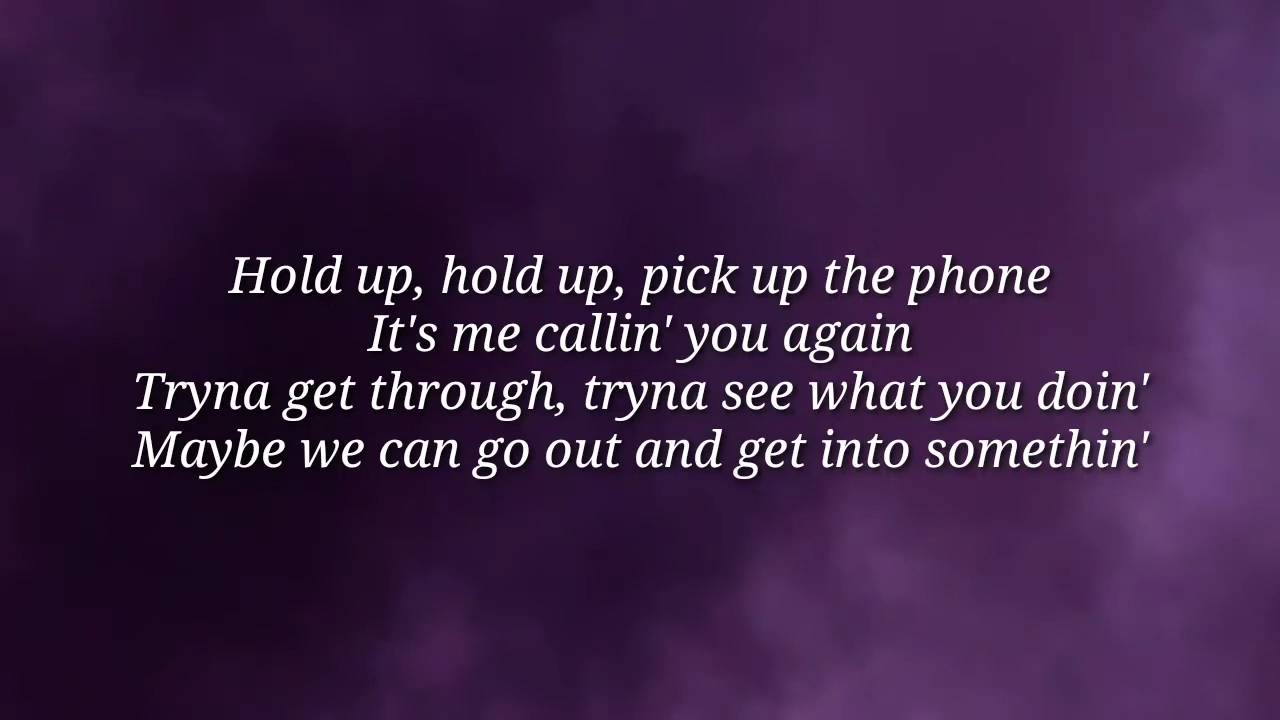 Hold up, hold up, pick up the phone
It's me callin' you again
Tryna get through, tryna see what you doin'
Maybe we can go out and get into somethin'